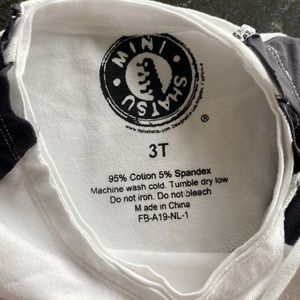 MINI
SHATSU
3T
95% Cotton 5% Spandex
Machine wash cold. Tumble dry low
Do not iron. Do not bleach
Made in China
FB-A19-NL-1